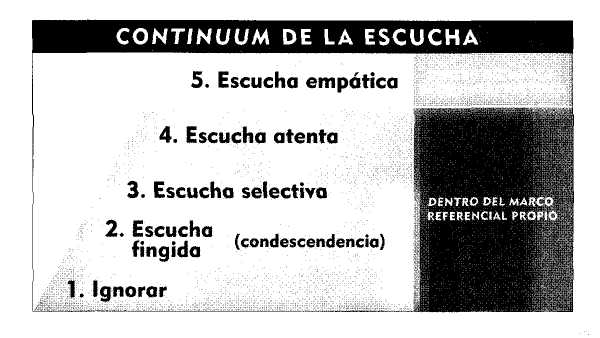 CONTINUUM DE LA ESCUCHA
5. Escucha empática
4. Escucha atenta
3. Escucha selectiva
2. Escucha
fingida (condescendencia)
1. Ignorar
DENTRO DEL MARCO
REFERENCIAL PROPIO